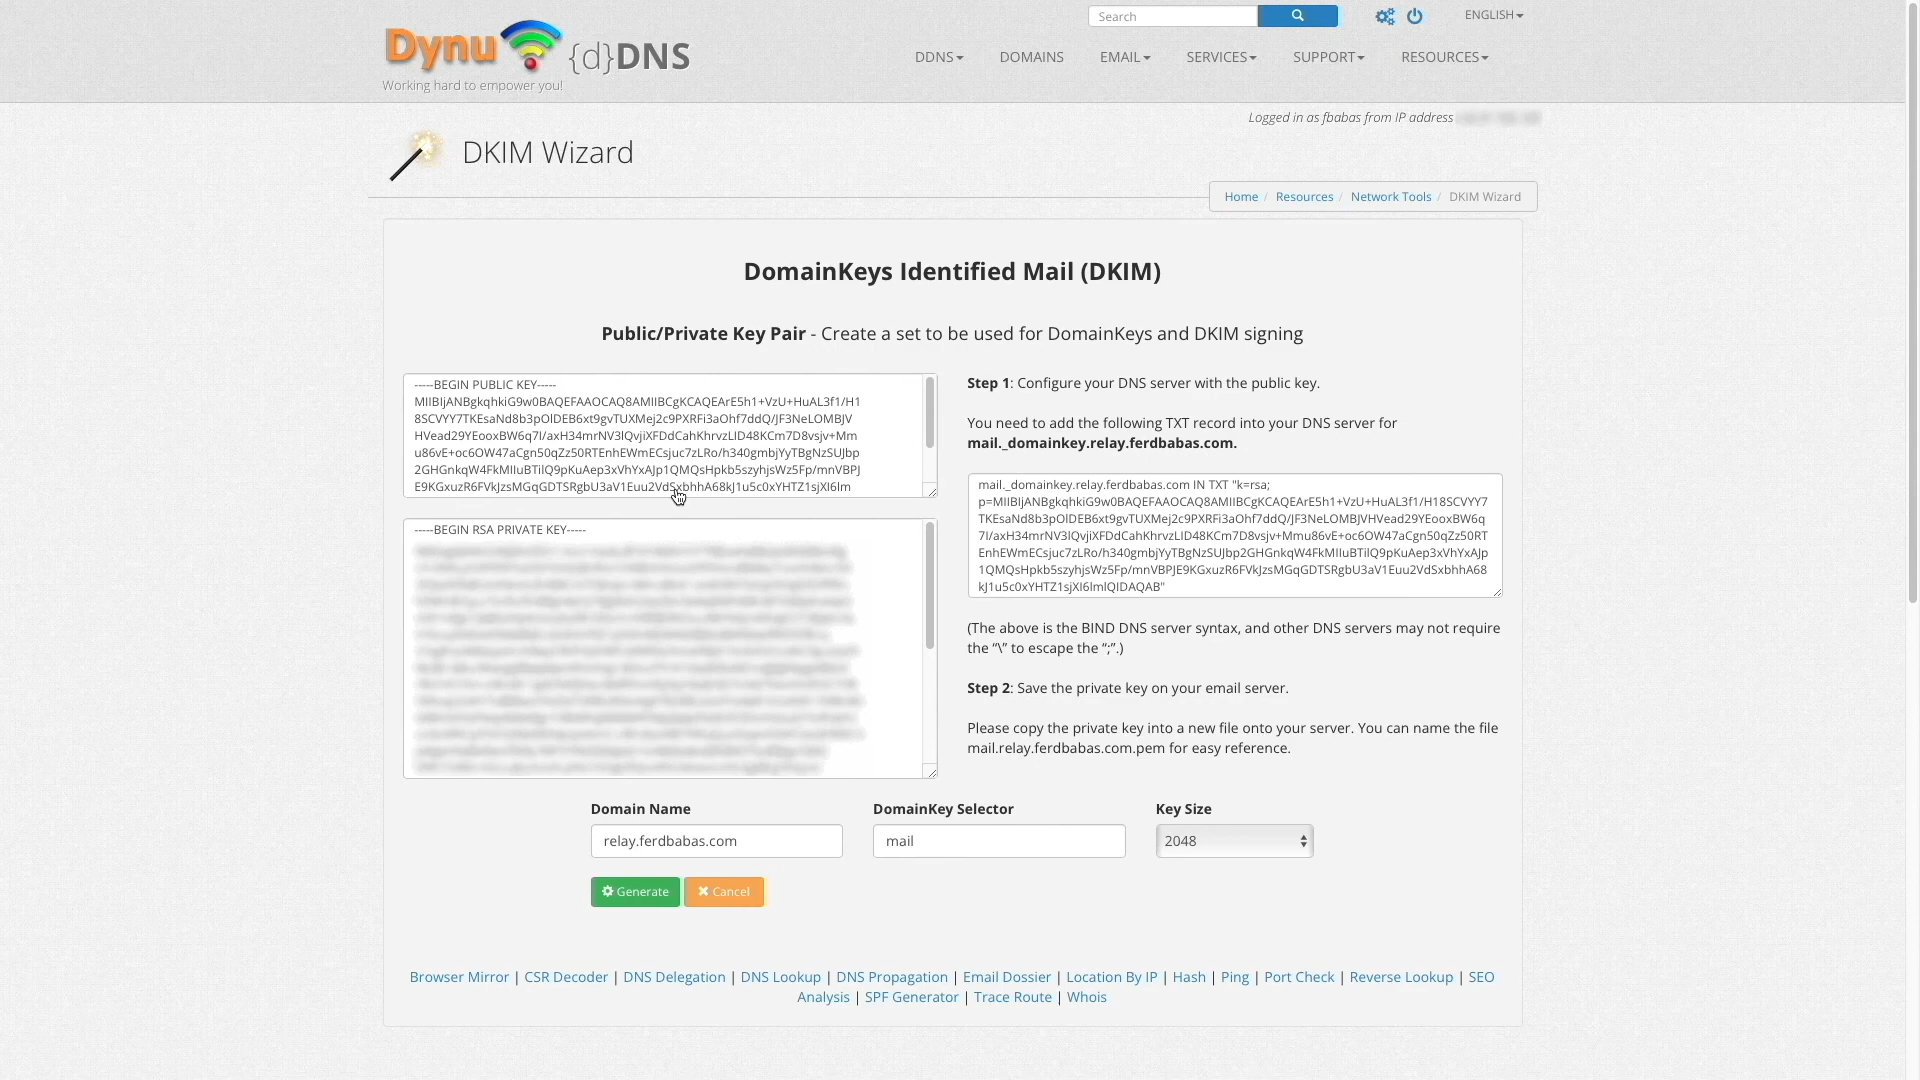 Search
ENGLISH
Dynu {d}DNS
Working hard to empower you!
DDNS DOMAINS EMAIL SERVICES SUPPORT RESOURCES
Logged in as fbabas from IP address
DKIM Wizard
Home / Resources / Network Tools / DKIM Wizard
DomainKeys Identified Mail (DKIM)
Public/Private Key Pair - Create a set to be used for DomainKeys and DKIM signing
-----BEGIN PUBLIC KEY-----
MIIBIjANBgkqhkiG9w0BAQEFAAOCAQ8AMIIBCgKCAQEArE5h1+VzU+HuAL3f1/H1
8SCVYY7TKEsaNd8b3pOlDEB6xt9gvTUXMej2c9PXRFi3aOhf7ddQ/JF3NeLOMBJV
HVead29YEooxBW6q7I/axH34mrNV3lQvjiXFDdCahKhrvzLID48KCm7D8vsjv+Mm
u86vE+oc6OW47aCgn50qZz50RTEnhEWmECsjuc7zLRo/h340gmbjYyTBgNzSUJbp
2GHGnkqW4FkMIIuBTilQ9pKuAep3xVhYxAJp1QMQsHpkb5szyhjsWz5Fp/mnVBPJ
E9KGxuzR6FVkJzsMGqGDTSRgbU3aV1Euu2VdSxbhhA68kJ1u5c0xYHTZ1sjXI6lm
-----BEGIN RSA PRIVATE KEY-----
Step 1: Configure your DNS server with the public key.
You need to add the following TXT record into your DNS server for
mail._domainkey.relay.ferdbabas.com.
mail._domainkey.relay.ferdbabas.com IN TXT "k=rsa;
p=MIIBIjANBgkqhkiG9w0BAQEFAAOCAQ8AMIIBCgKCAQEArE5h1+VzU+HuAL3f1/H18SCVYY7
TKEsaNd8b3pOlDEB6xt9gvTUXMej2c9PXRFi3aOhf7ddQ/JF3NeLOMBJVHVead29YEooxBW6q
7I/axH34mrNV3lQvjiXFDdCahKhrvzLID48KCm7D8vsjv+Mmu86vE+oc6OW47aCgn50qZz50RT
EnhEWmECsjuc7zLRo/h340gmbjYyTBgNzSUJbp2GHGnkqW4FkMIIuBTilQ9pKuAep3xVhYxAJp
1QMQsHpkb5szyhjsWz5Fp/mnVBPJE9KGxuzR6FVkJzsMGqGDTSRgbU3aV1Euu2VdSxbhhA68
kJ1u5c0xYHTZ1sjXI6lmlQIDAQAB"
(The above is the BIND DNS server syntax, and other DNS servers may not require
the “\” to escape the “;”.)
Step 2: Save the private key on your email server.
Please copy the private key into a new file onto your server. You can name the file
mail.relay.ferdbabas.com.pem for easy reference.
Domain Name DomainKey Selector Key Size
relay.ferdbabas.com mail 2048
Generate Cancel
Browser Mirror | CSR Decoder | DNS Delegation | DNS Lookup | DNS Propagation | Email Dossier | Location By IP | Hash | Ping | Port Check | Reverse Lookup | SEO
Analysis | SPF Generator | Trace Route | Whois